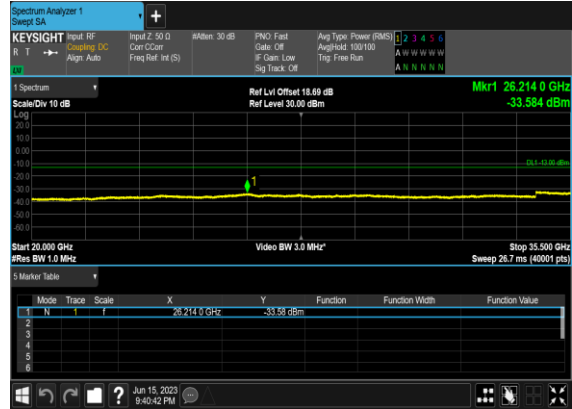 Spectrum Analyzer 1
Swept SA
+
KEYSIGHT Input: RF Input Z: 50 Ω #Atten: 30 dB PNO: Fast Avg Type: Power (RMS) 1 2 3 4 5 6
R T Coupling: DC Corr CCorr Gate: Off Avg|Hold: 100/100 A W W W W W
Align: Auto Freq Ref: Int (S) IF Gain: Low Trig: Free Run
LW Sig Track: Off A N N N N N
1 Spectrum Ref Lvl Offset 18.69 dB Mkr1 26.214 0 GHz
Scale/Div 10 dB Ref Level 30.00 dBm -33.584 dBm
Log
20.0
10.0
0.00
-10.0 DL1 -13.00 dBm
-20.0 1
-30.0
-40.0
-50.0
-60.0
Start 20.000 GHz Video BW 3.0 MHz* Stop 35.500 GHz
#Res BW 1.0 MHz Sweep 26.7 ms (40001 pts)
5 Marker Table
Mode Trace Scale X Y Function Function Width Function Value
1 N 1 f 26.214 0 GHz -33.58 dBm
2
3
4
5
6
? Jun 15, 2023
9:40:42 PM